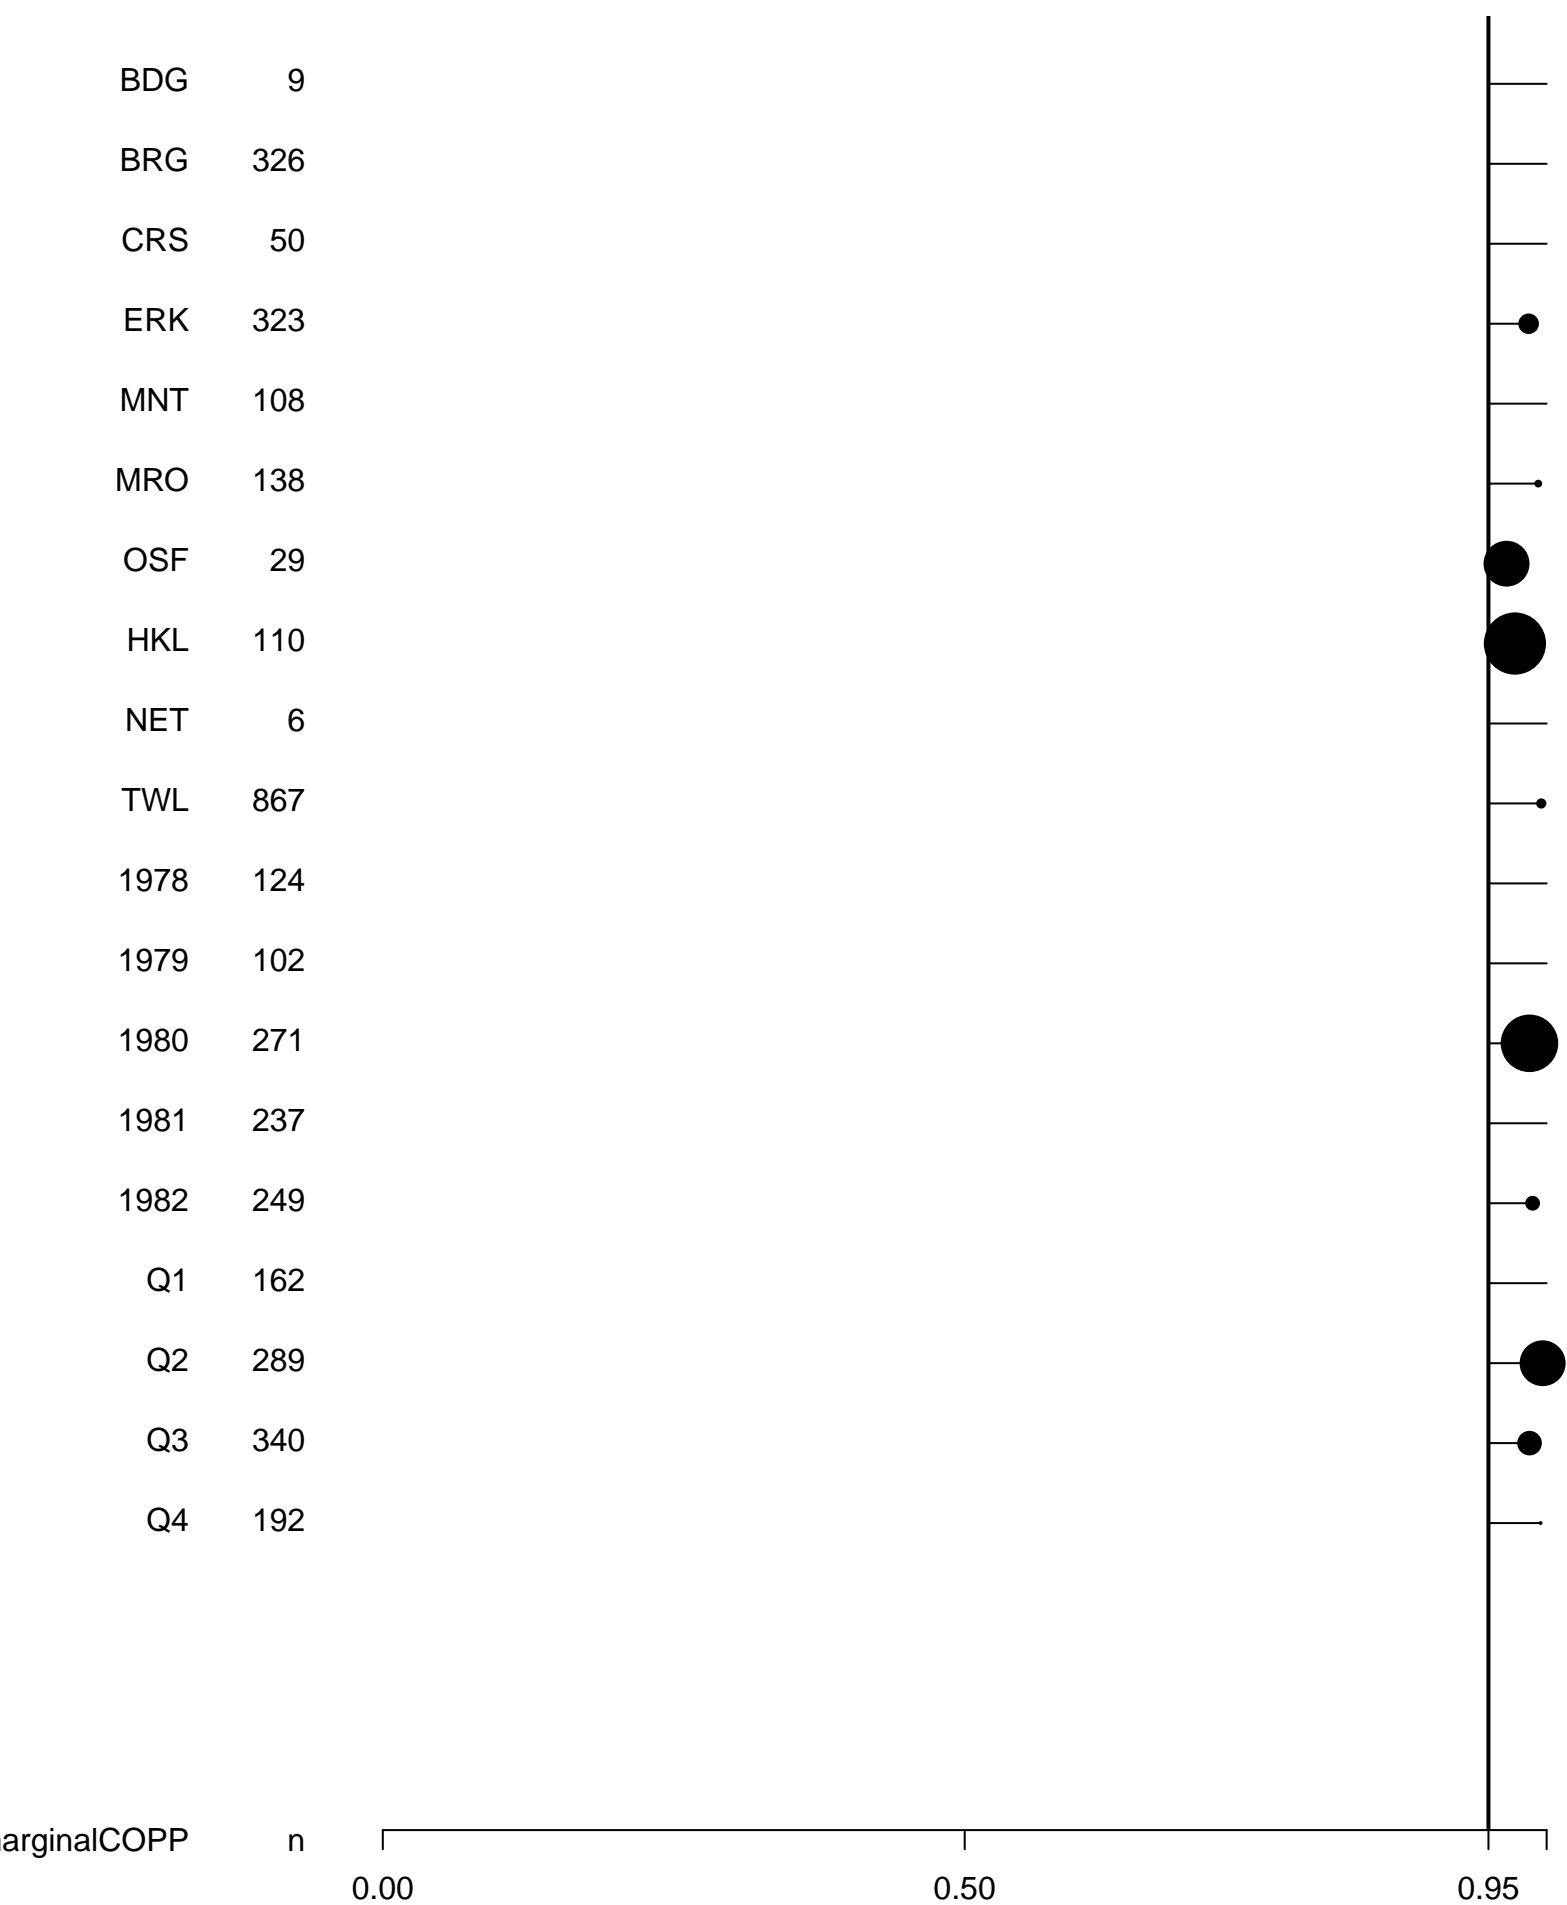 BDG 9
BRG 326
CRS 50
ERK 323
MNT 108
MRO 138
OSF 29
HKL 110
NET 6
TWL 867
1978 124
1979 102
1980 271
1981 237
1982 249
Q1 162
Q2 289
Q3 340
Q4 192
arginalCOPP n
0.00 0.50 0.95